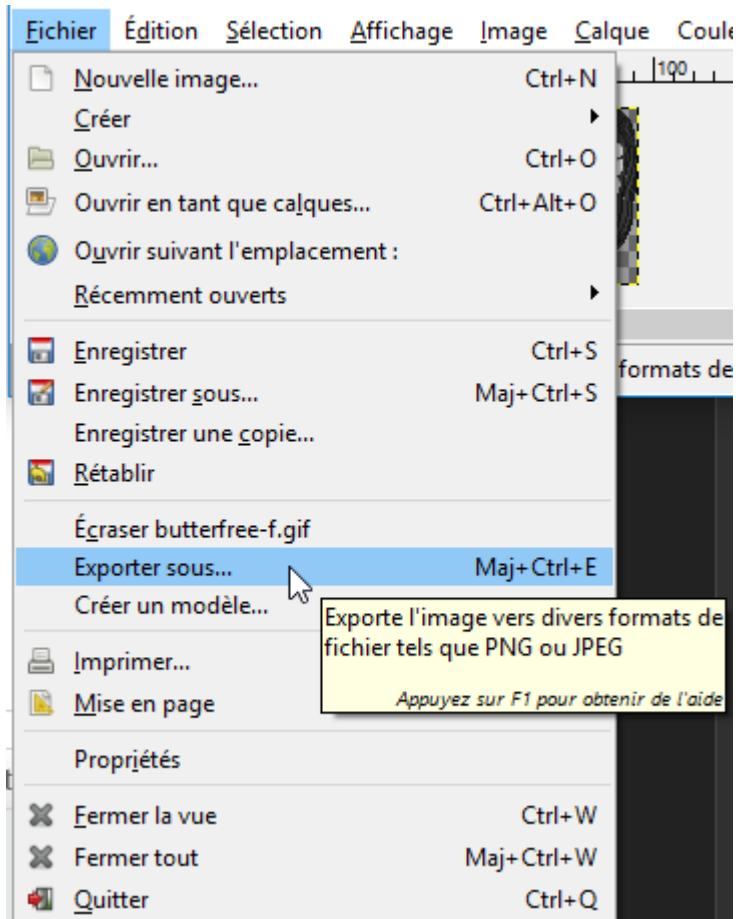 Fichier Édition Sélection Affichage Image Calque
Nouvelle image... Ctrl+N
100
Créer
Ouvrir... Ctrl+O
Ouvrir en tant que calques... Ctrl+Alt+O
Ouvrir suivant l'emplacement :
Récemment ouverts
Enregistrer Ctrl+S
formats de
Enregistrer sous... Maj+Ctrl+S
Enregistrer une copie...
Rétablir
Écraser butterfree-f.gif
Exporter sous... Maj+Ctrl+E
Créer un modèle...
Exporte l'image vers divers formats de
fichier tels que PNG ou JPEG
Appuyez sur F1 pour obtenir de l'aide
Imprimer...
Mise en page
Propriétés
Fermer la vue Ctrl+W
Fermer tout Maj+Ctrl+W
Quitter Ctrl+Q